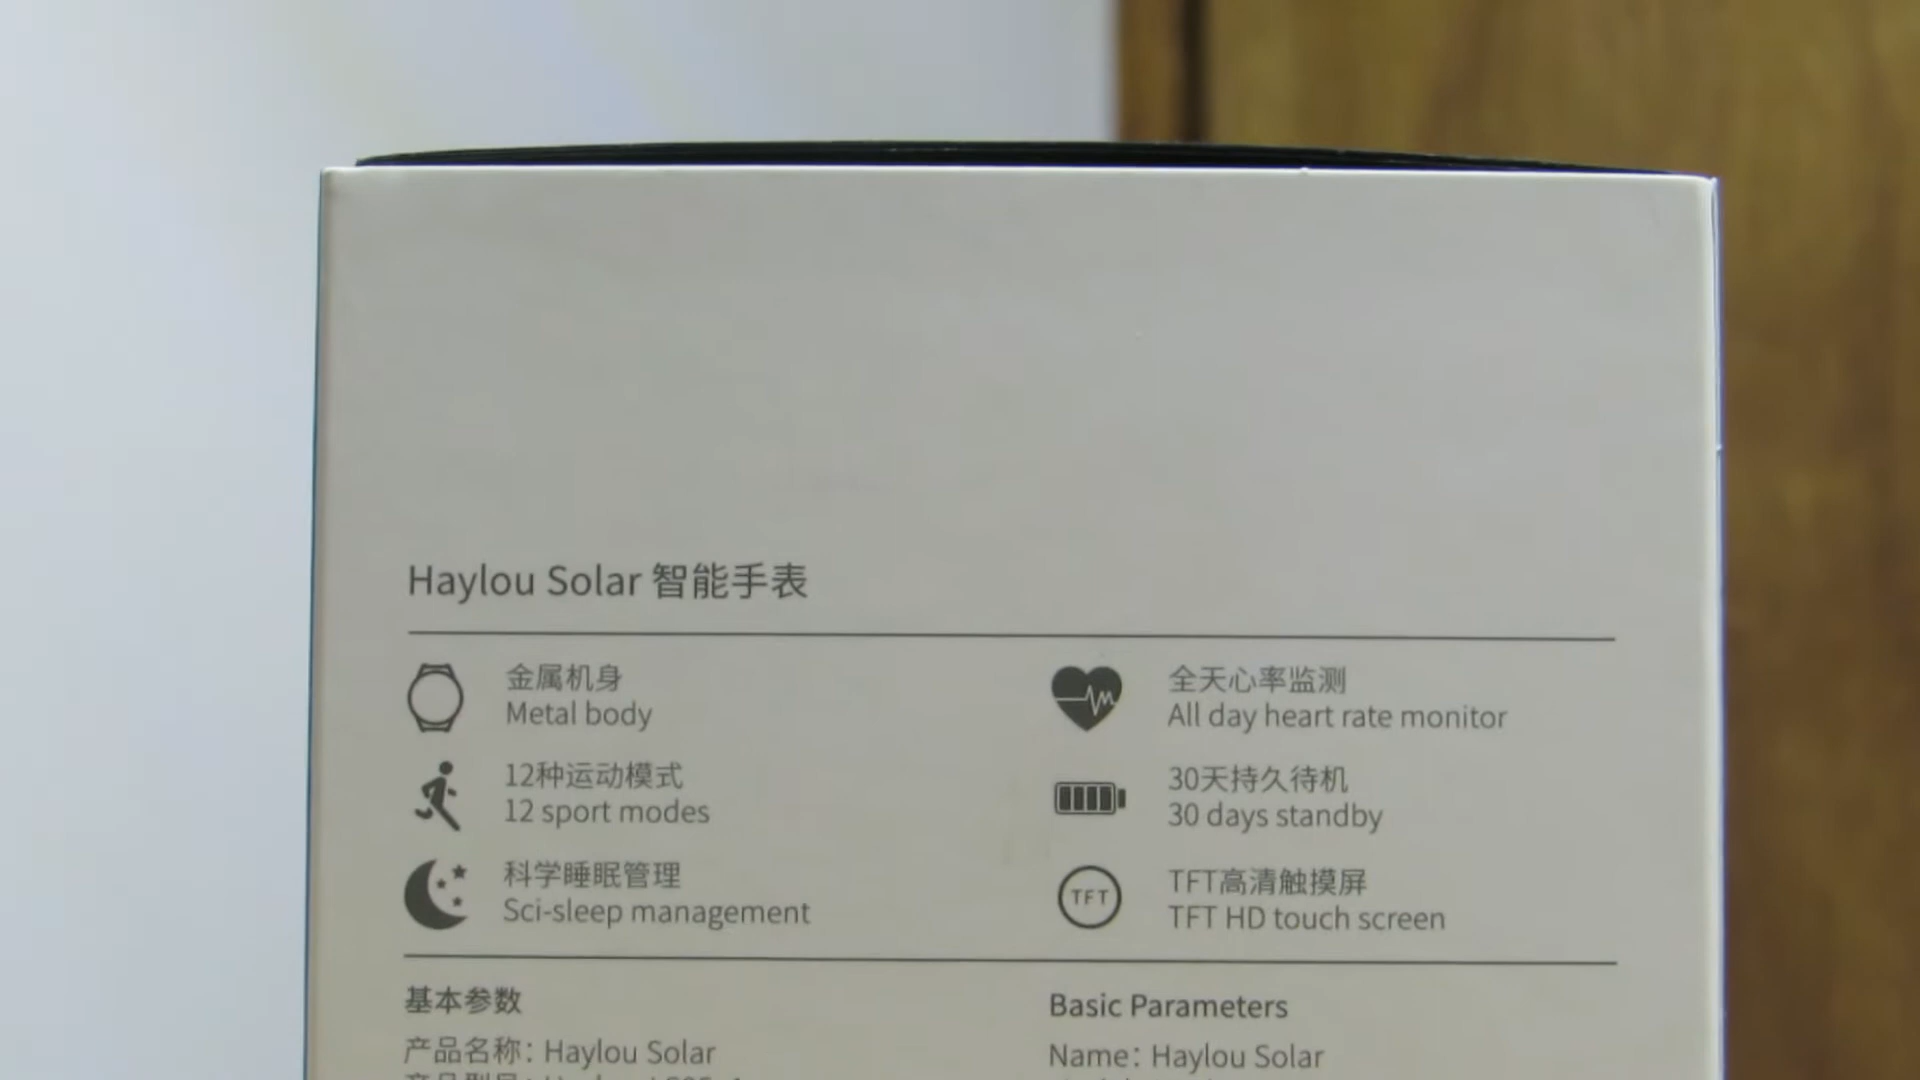 Haylou Solar 智能手表
金属机身
Metal body
全天心率监测
All day heart rate monitor
12种运动模式
12 sport modes
30天持久待机
30 days standby
科学睡眠管理
Sci-sleep management
TFT
TFT高清触摸屏
TFT HD touch screen
基本参数
产品名称：Haylou Solar
Basic Parameters
Name：Haylou Solar